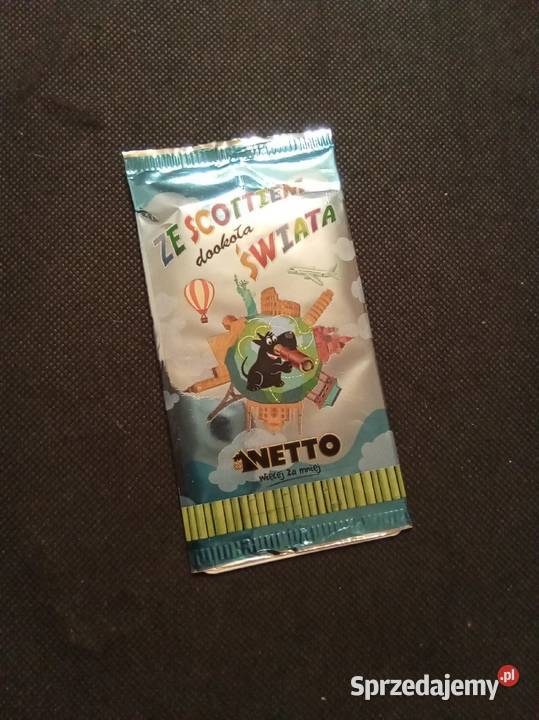 ZE SCOTTIEM
dookoła
ŚWIATA
NETTO
Więcej za mniej
Sprzedajemy.pl